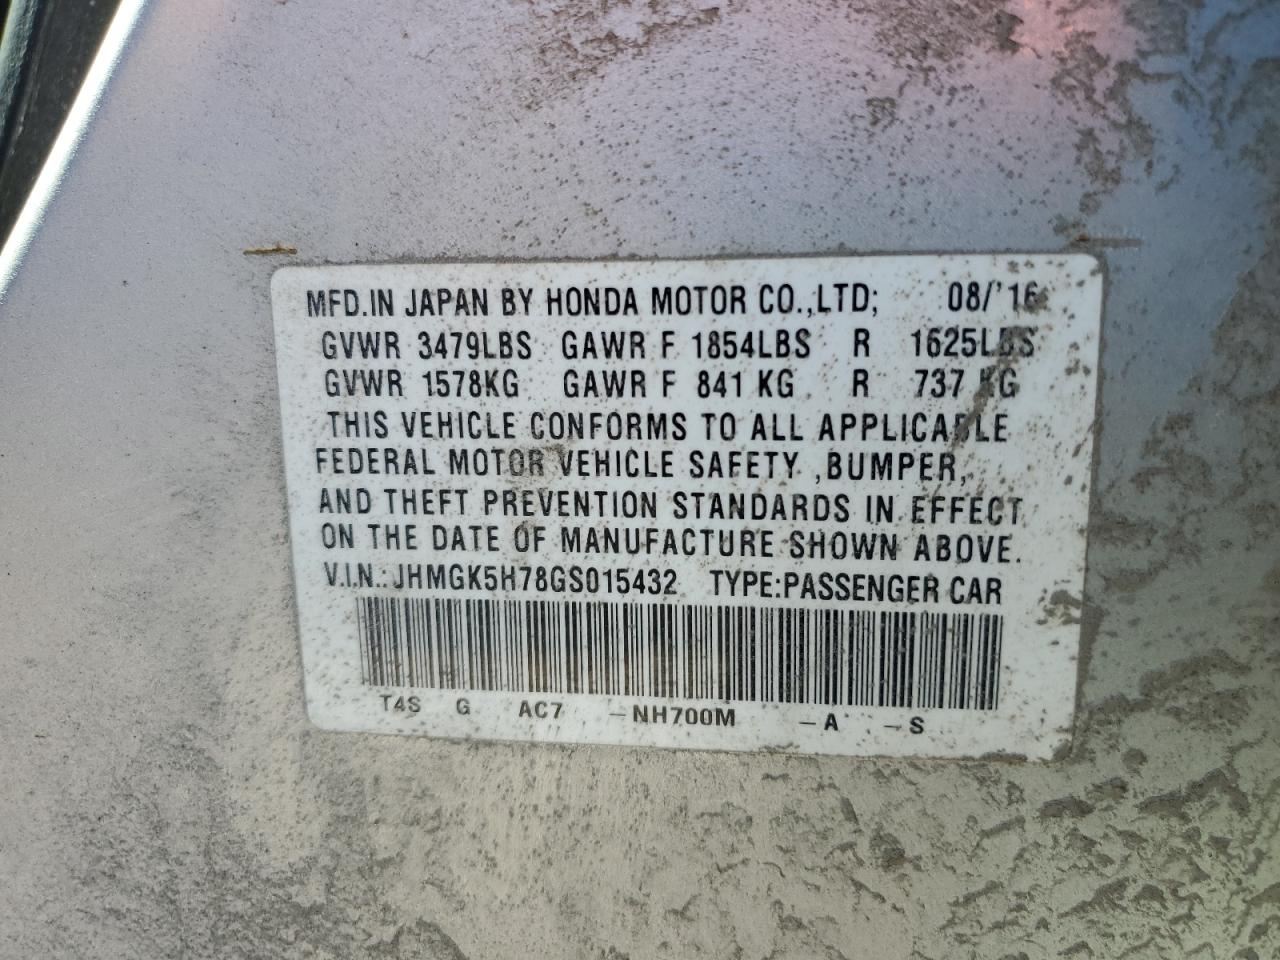 MFD.IN JAPAN BY HONDA MOTOR CO.,LTD; 08/'16
GVWR 3479LBS GAWR F 1854LBS R 1625LBS
GVWR 1578KG GAWR F 841 KG R 737 KG
THIS VEHICLE CONFORMS TO ALL APPLICABLE
FEDERAL MOTOR VEHICLE SAFETY ,BUMPER,
AND THEFT PREVENTION STANDARDS IN EFFECT
ON THE DATE OF MANUFACTURE SHOWN ABOVE.
V.I.N.: JHMGK5H78GS015432 TYPE:PASSENGER CAR
T4S G AC7 -NH700M -A -S